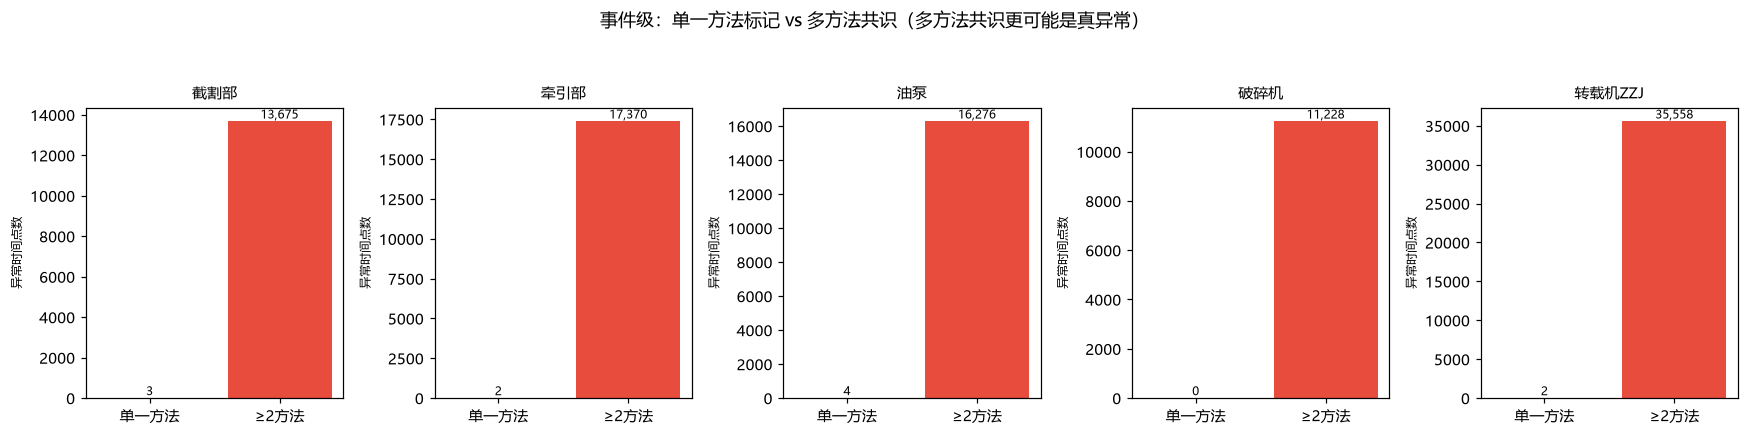 事件级：单一方法标记 vs 多方法共识（多方法共识更可能是真异常）
截割部
异常时间点数
14000
12000
10000
8000
6000
4000
2000
0
3
13,675
单一方法
≥2方法
牵引部
异常时间点数
17500
15000
12500
10000
7500
5000
2500
0
2
17,370
单一方法
≥2方法
油泵
异常时间点数
16000
14000
12000
10000
8000
6000
4000
2000
0
4
16,276
单一方法
≥2方法
破碎机
异常时间点数
10000
8000
6000
4000
2000
0
0
11,228
单一方法
≥2方法
转载机ZZJ
异常时间点数
35000
30000
25000
20000
15000
10000
5000
0
2
35,558
单一方法
≥2方法